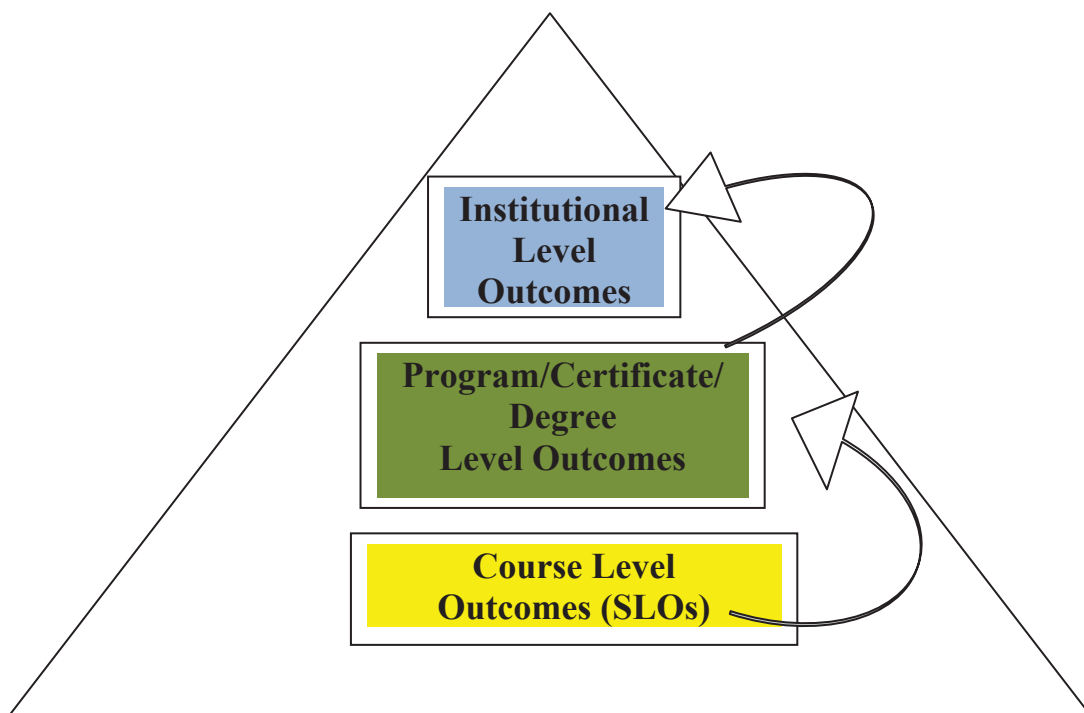 Institutional
Level
Outcomes
Program/Certificate/
Degree
Level Outcomes
Course Level
Outcomes (SLOs)